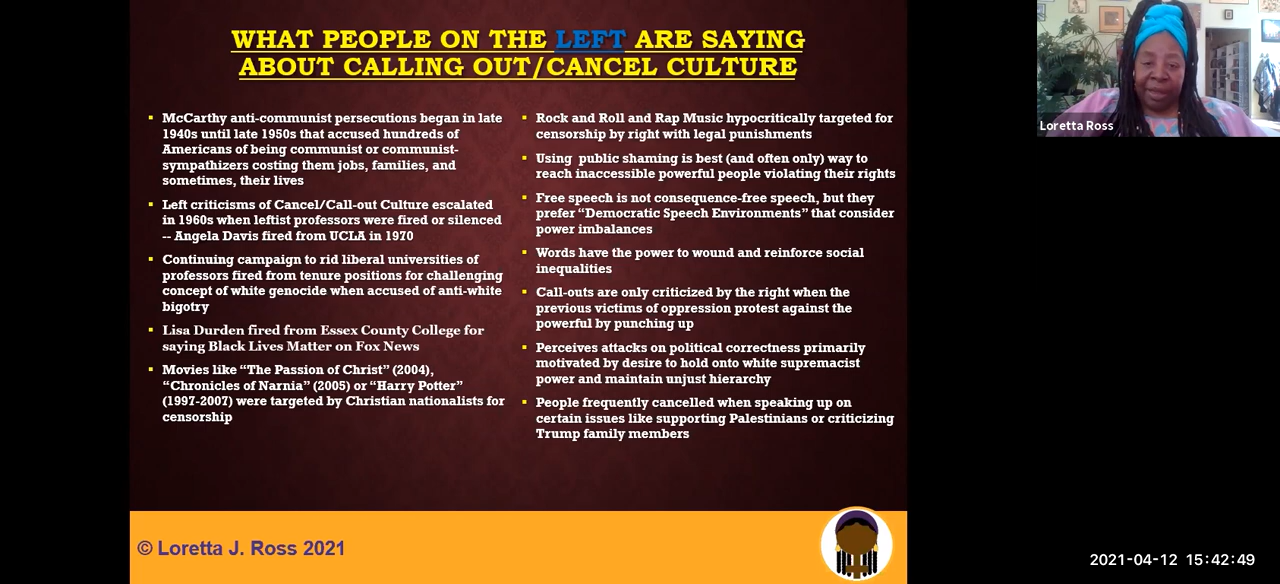 WHAT PEOPLE ON THE LEFT ARE SAYING
ABOUT CALLING OUT/CANCEL CULTURE
McCarthy anti-communist persecutions began in late
1940s until late 1950s that accused hundreds of
Americans of being communist or communist-
sympathizers costing them jobs, families, and
sometimes, their lives
Left criticisms of Cancel/Call-out Culture escalated
in 1960s when leftist professors were fired or silenced
-- Angela Davis fired from UCLA in 1970
Continuing campaign to rid liberal universities of
professors fired from tenure positions for challenging
concept of white genocide when accused of anti-white
bigotry
Lisa Durden fired from Essex County College for
saying Black Lives Matter on Fox News
Movies like “The Passion of Christ” (2004),
“Chronicles of Narnia” (2005) or “Harry Potter”
(1997-2007) were targeted by Christian nationalists for
censorship
Rock and Roll and Rap Music hypocritically targeted for
censorship by right with legal punishments
Using public shaming is best (and often only) way to
reach inaccessible powerful people violating their rights
Free speech is not consequence-free speech, but they
prefer “Democratic Speech Environments” that consider
power imbalances
Words have the power to wound and reinforce social
inequalities
Call-outs are only criticized by the right when the
previous victims of oppression protest against the
powerful by punching up
Perceives attacks on political correctness primarily
motivated by desire to hold onto white supremacist
power and maintain unjust hierarchy
People frequently cancelled when speaking up on
certain issues like supporting Palestinians or criticizing
Trump family members
© Loretta J. Ross 2021
Loretta Ross
2021-04-12 15:42:49